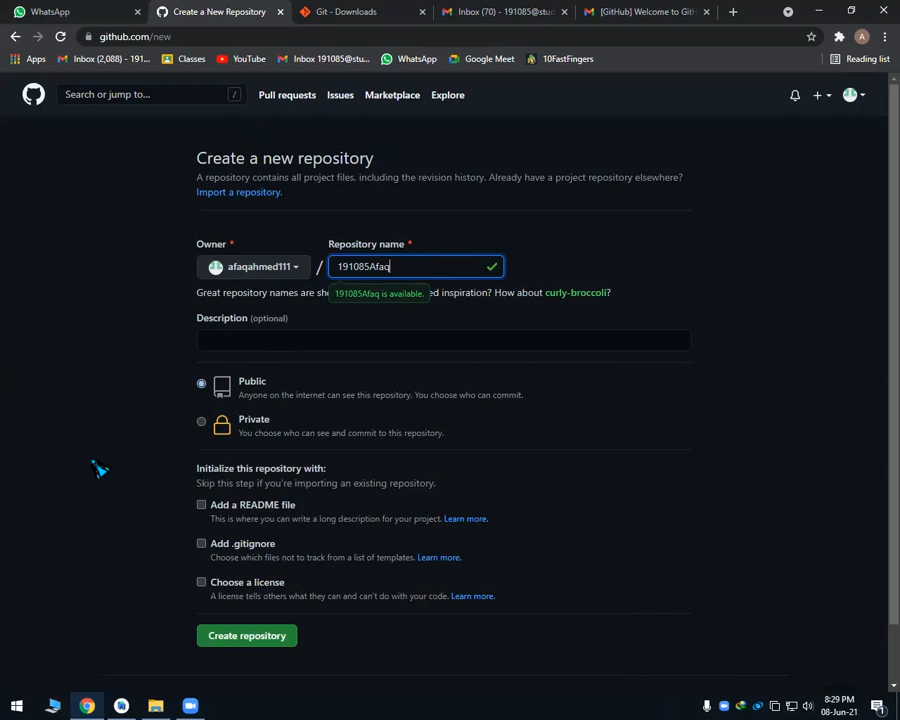 WhatsApp
Create a New Repository
Git - Downloads
Inbox (70) - 191085@stud
[GitHub] Welcome to GitH
github.com/new
Apps
Inbox (2,088) - 191...
Classes
YouTube
Inbox 191085@stu...
WhatsApp
Google Meet
10FastFingers
Reading list
Search or jump to...
/
Pull requests
Issues
Marketplace
Explore
Create a new repository
A repository contains all project files, including the revision history. Already have a project repository elsewhere?
Import a repository.
Owner *
Repository name *
afaqahmed111
/
191085Afaq
Great repository names are sh
191085Afaq is available.
ed inspiration? How about curly-broccoli?
Description (optional)
Public
Anyone on the internet can see this repository. You choose who can commit.
Private
You choose who can see and commit to this repository.
Initialize this repository with:
Skip this step if you're importing an existing repository.
Add a README file
This is where you can write a long description for your project. Learn more.
Add .gitignore
Choose which files not to track from a list of templates. Learn more.
Choose a license
A license tells others what they can and can't do with your code. Learn more.
Create repository
8:29 PM
08-Jun-21